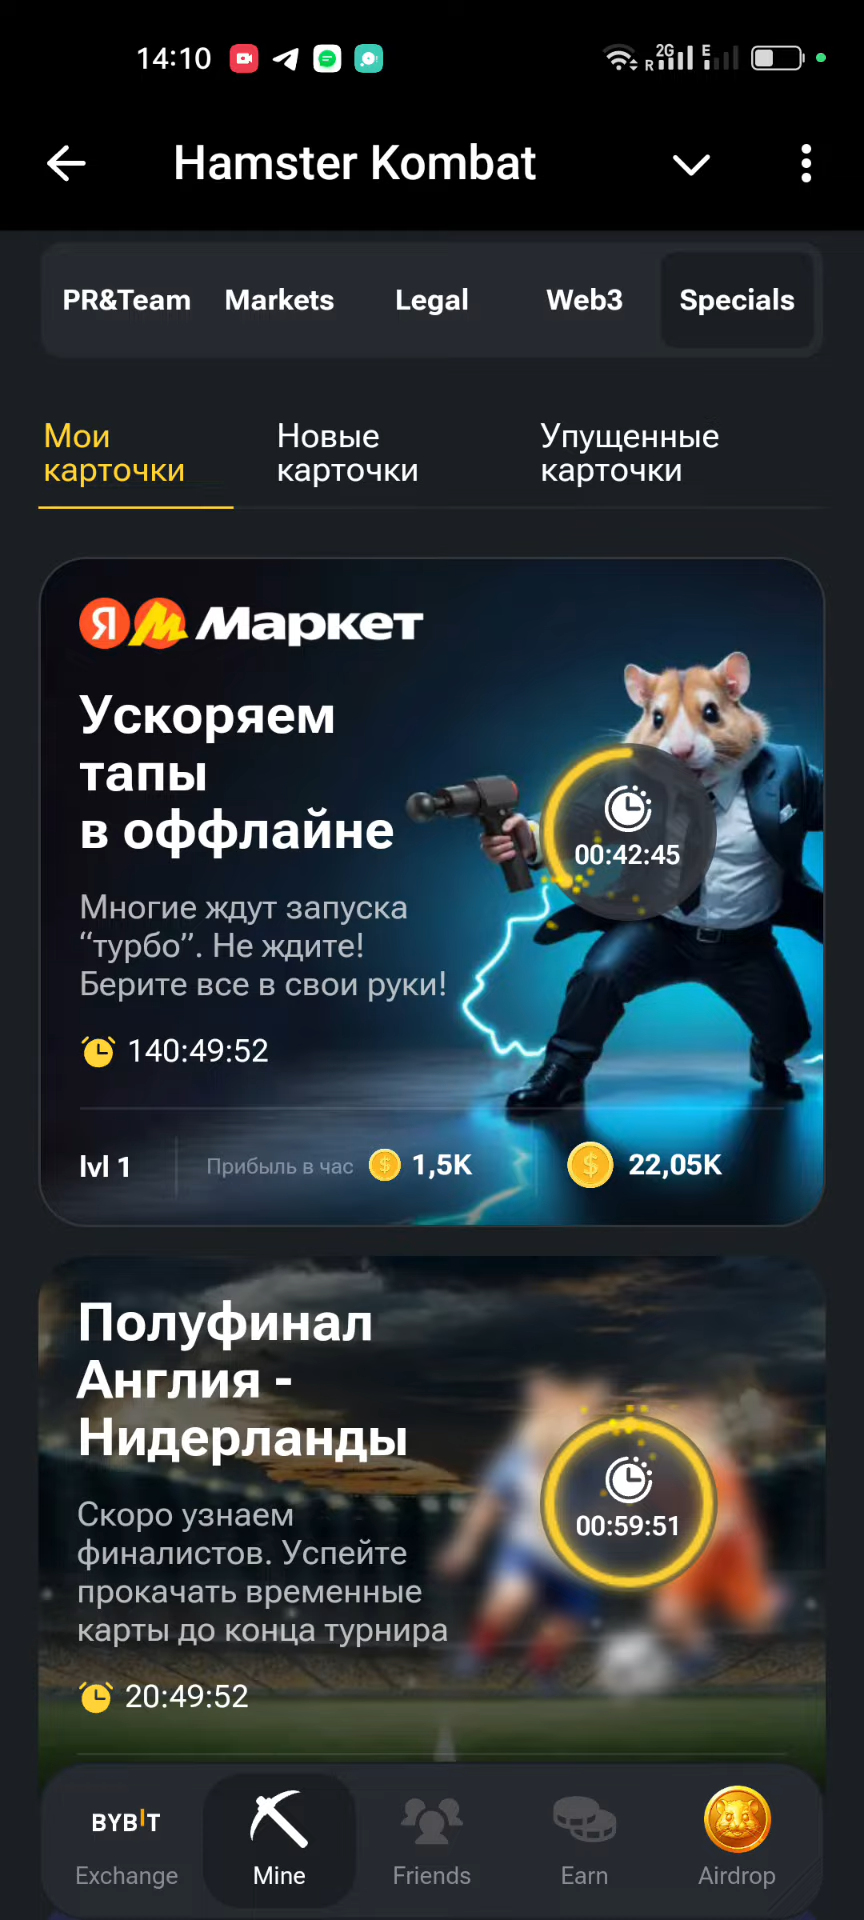 14:10
R 2G E
Hamster Kombat
PR&Team Markets Legal Web3 Specials
Мои карточки
Новые карточки
Упущенные карточки
Я М Маркет
Ускоряем
тапы
в оффлайне
00:42:45
Многие ждут запуска
“турбо”. Не ждите!
Берите все в свои руки!
140:49:52
lvl 1 Прибыль в час $ 1,5K $ 22,05K
Полуфинал
Англия -
Нидерланды
00:59:51
Скоро узнаем
финалистов. Успейте
прокачать временные
карты до конца турнира
20:49:52
BYBIT
Exchange Mine Friends Earn Airdrop